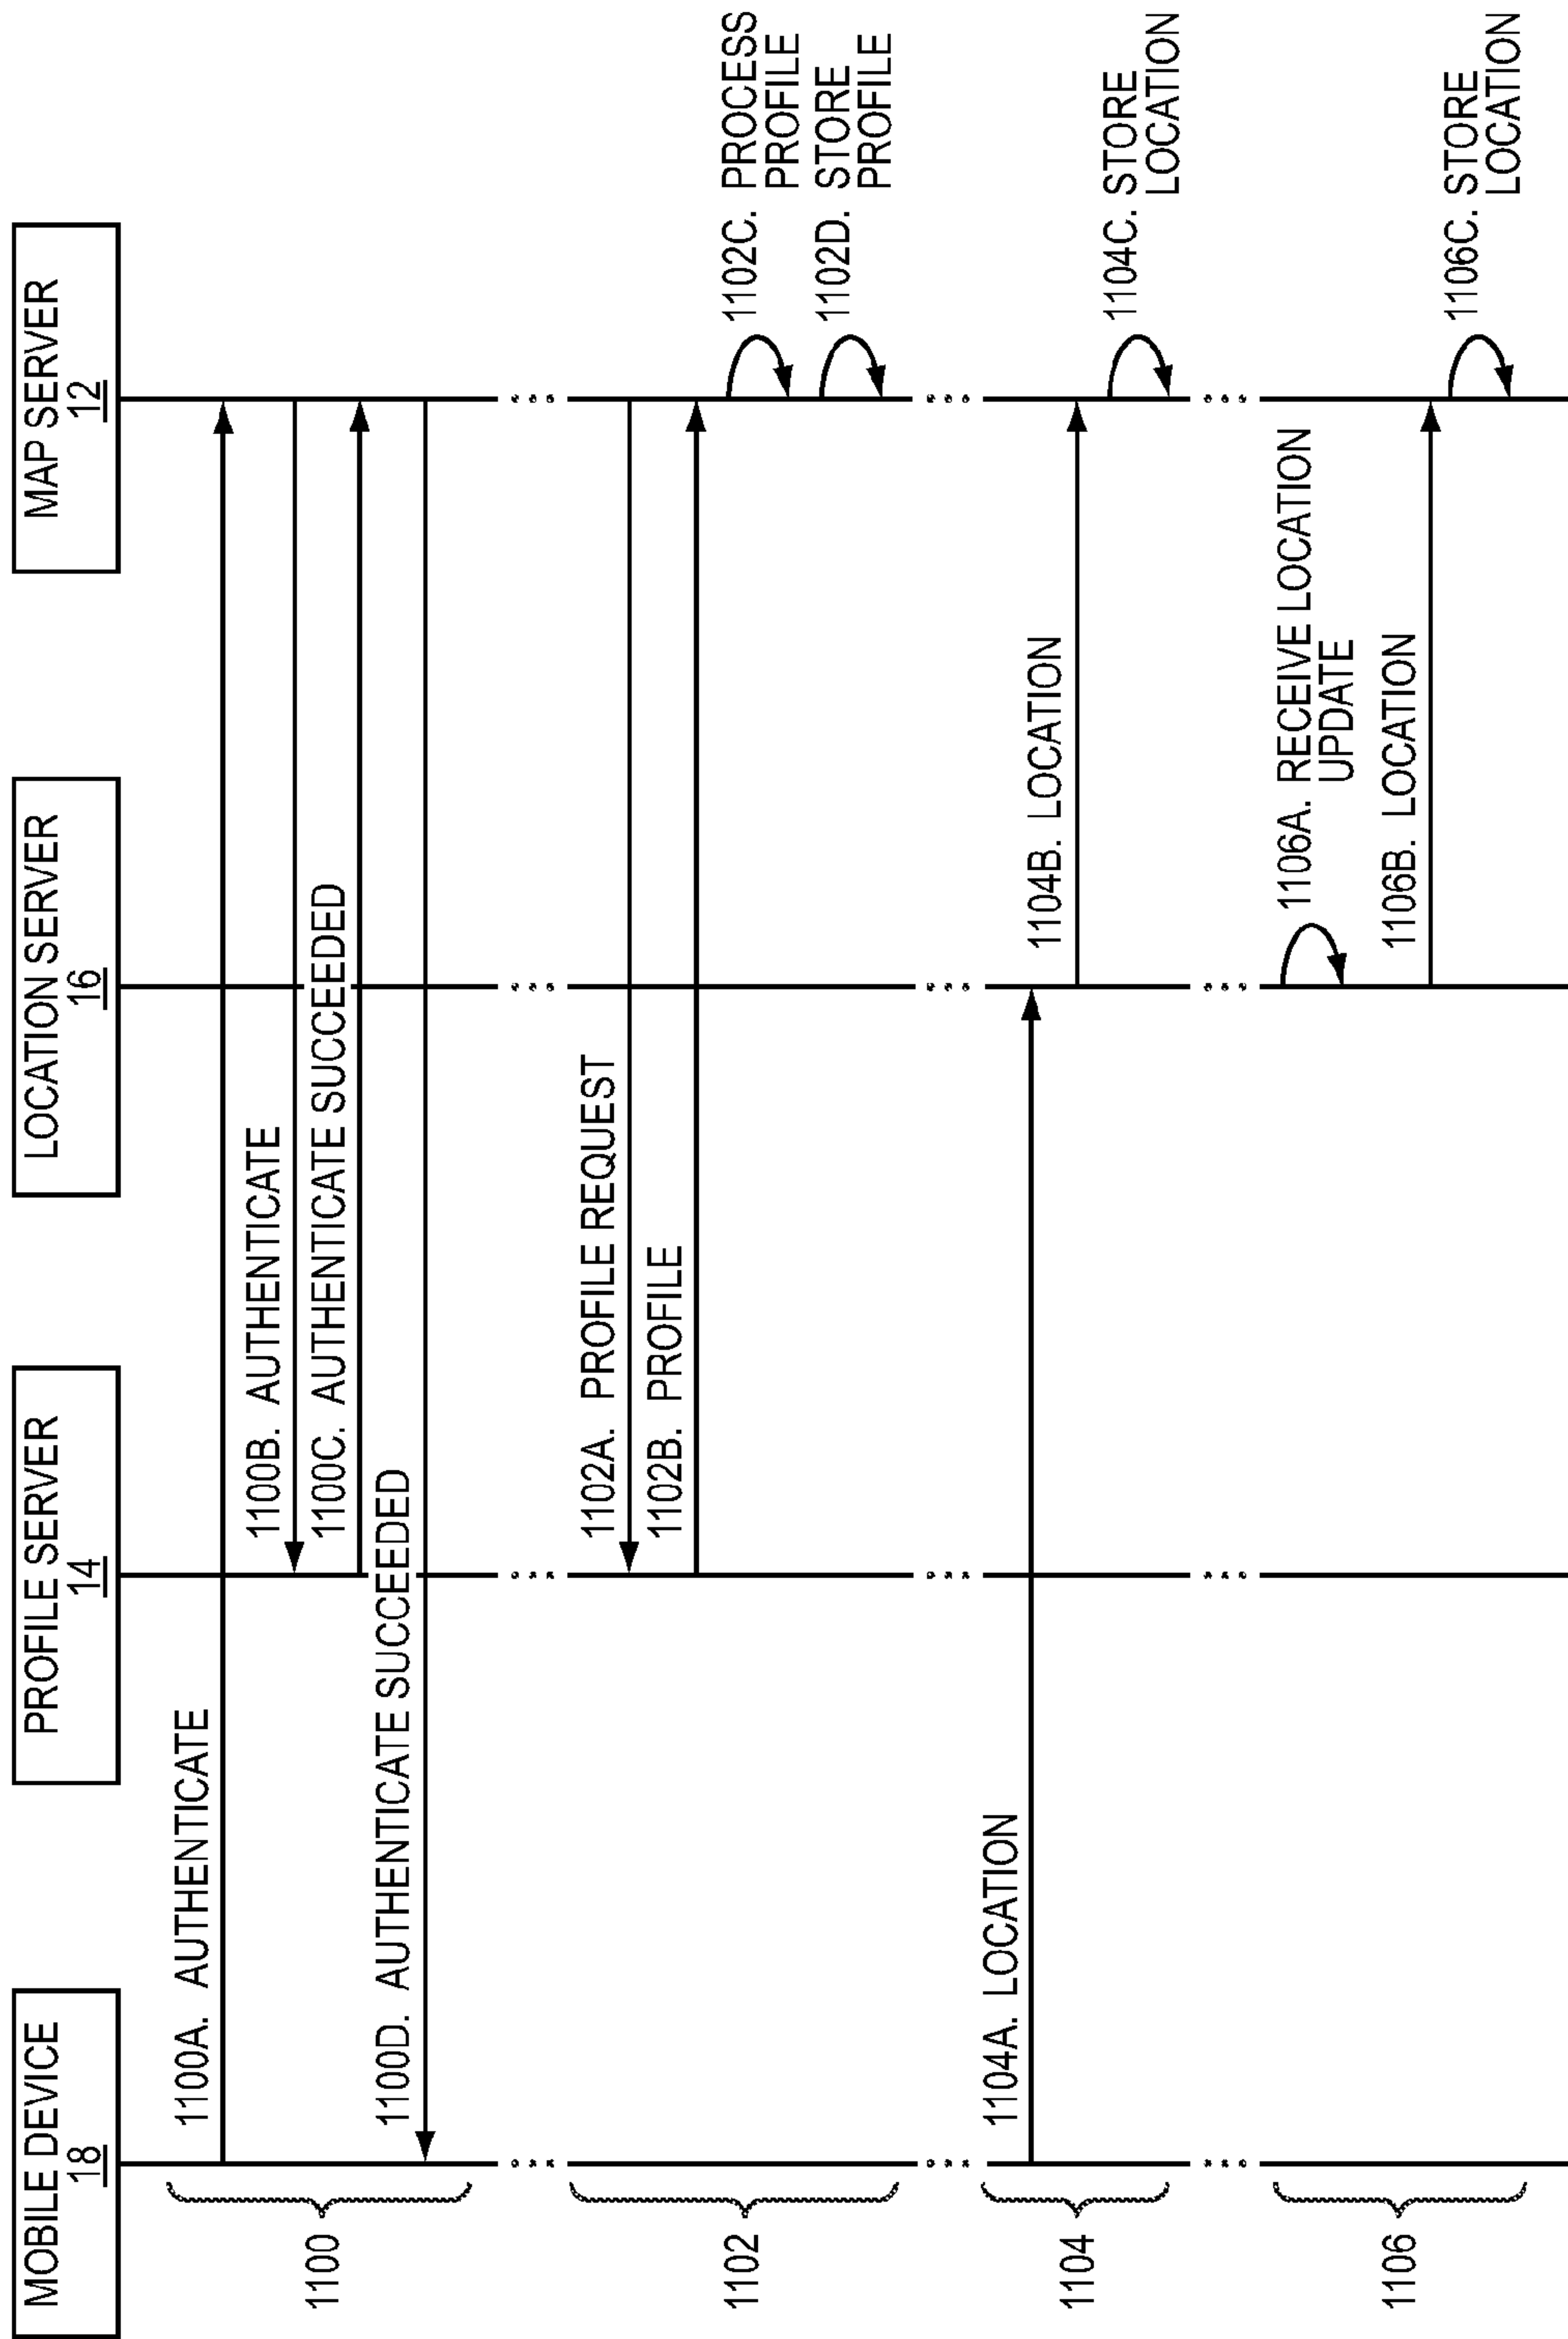 MOBILE DEVICE
18
PROFILE SERVER
14
LOCATION SERVER
16
MAP SERVER
12
1100
1100A. AUTHENTICATE
1100B. AUTHENTICATE
1100C. AUTHENTICATE SUCCEEDED
1100D. AUTHENTICATE SUCCEEDED
1102
1102A. PROFILE REQUEST
1102B. PROFILE
1102C. PROCESS
PROFILE
1102D. STORE
PROFILE
1104
1104A. LOCATION
1104B. LOCATION
1104C. STORE
LOCATION
1106
1106A. RECEIVE LOCATION
UPDATE
1106B. LOCATION
1106C. STORE
LOCATION